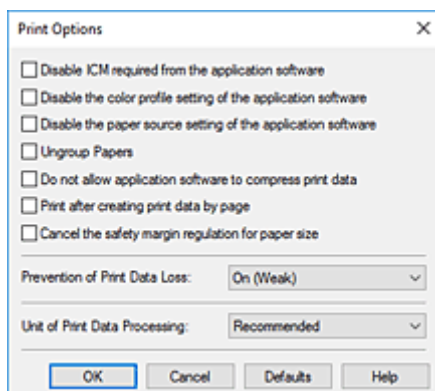 Print Options
Disable ICM required from the application software
Disable the color profile setting of the application software
Disable the paper source setting of the application software
Ungroup Papers
Do not allow application software to compress print data
Print after creating print data by page
Cancel the safety margin regulation for paper size
Prevention of Print Data Loss: On (Weak)
Unit of Print Data Processing: Recommended
OK Cancel Defaults Help